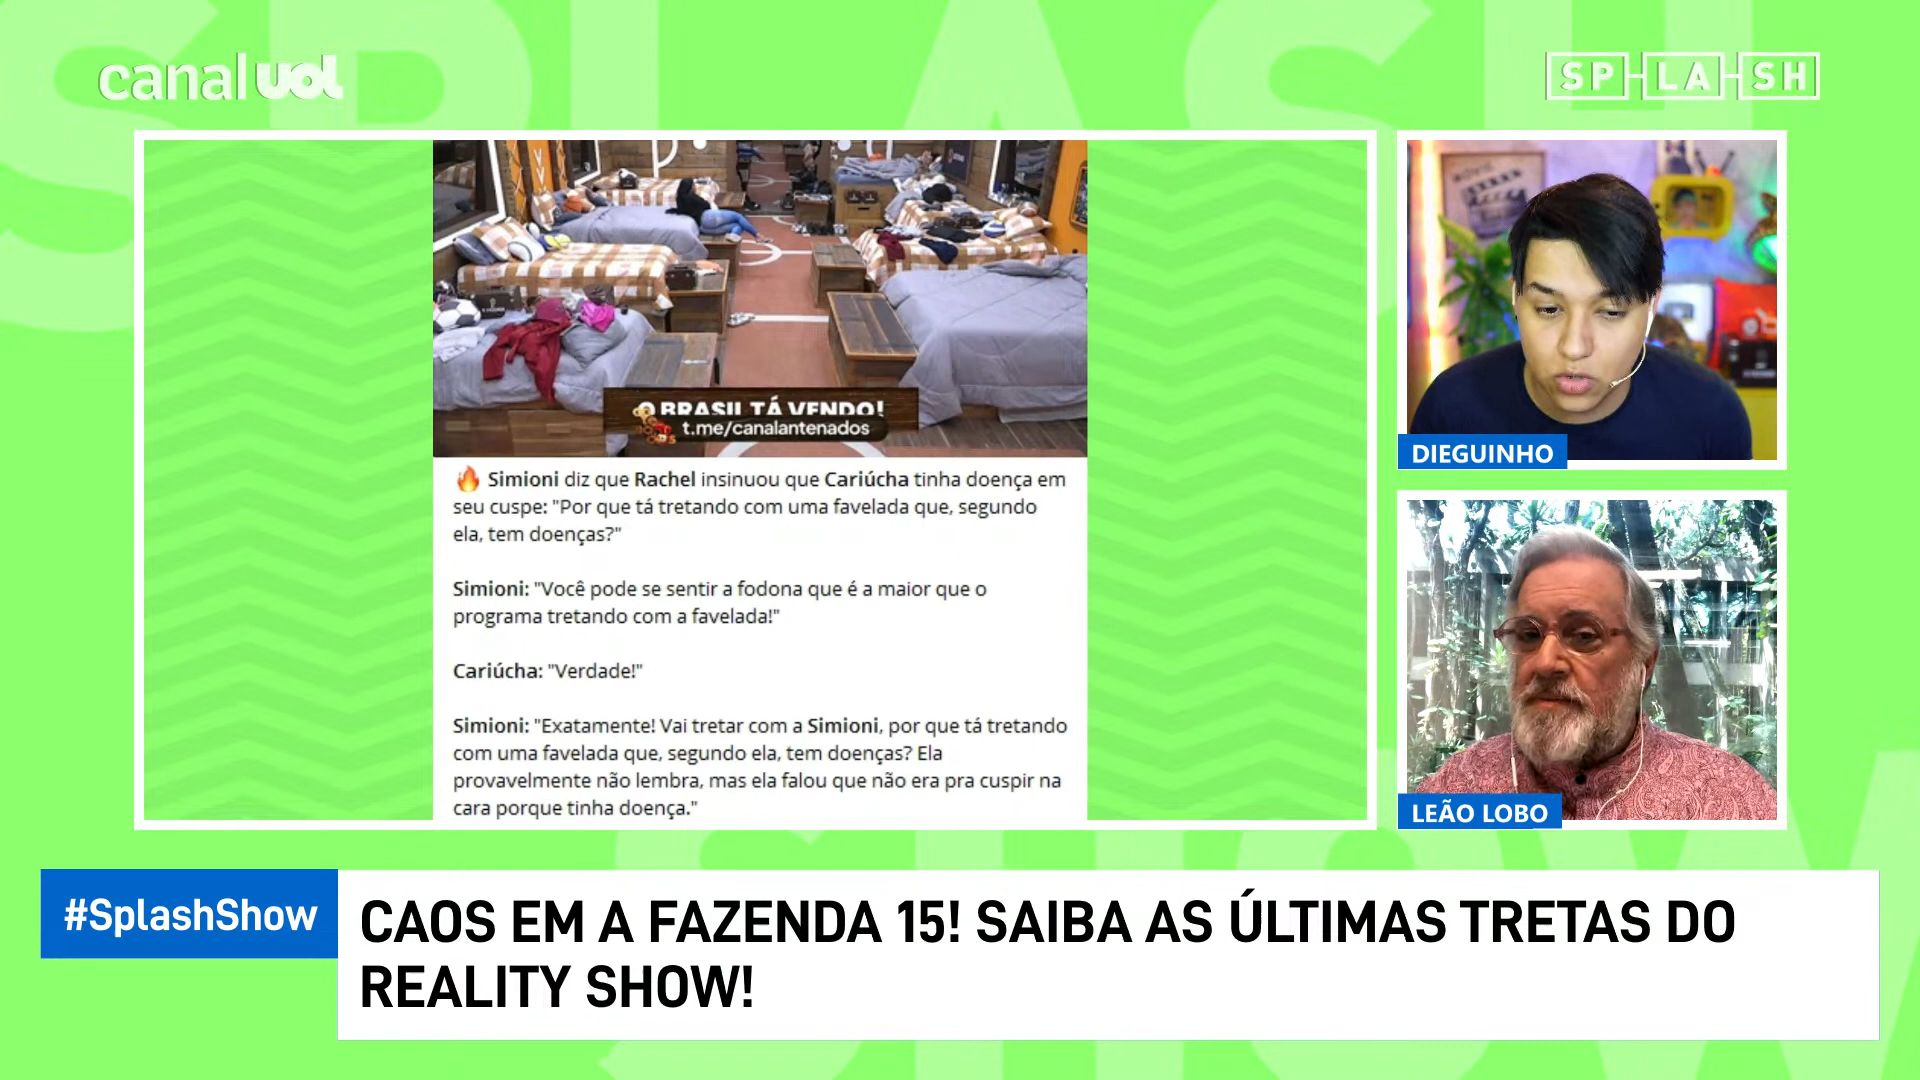 canal uol
SPLASH
O BRASIL TÁ VENDO!
t.me/canalantenados
🔥 Simioni diz que Rachel insinuou que Cariúcha tinha doença em
seu cuspe: "Por que tá tretando com uma favelada que, segundo
ela, tem doenças?"
Simioni: "Você pode se sentir a fodona que é a maior que o
programa tretando com a favelada!"
Cariúcha: "Verdade!"
Simioni: "Exatamente! Vai tretar com a Simioni, por que tá tretando
com uma favelada que, segundo ela, tem doenças? Ela
provavelmente não lembra, mas ela falou que não era pra cuspir na
cara porque tinha doença."
DIEGUINHO
LEÃO LOBO
#SplashShow
CAOS EM A FAZENDA 15! SAIBA AS ÚLTIMAS TRETAS DO
REALITY SHOW!